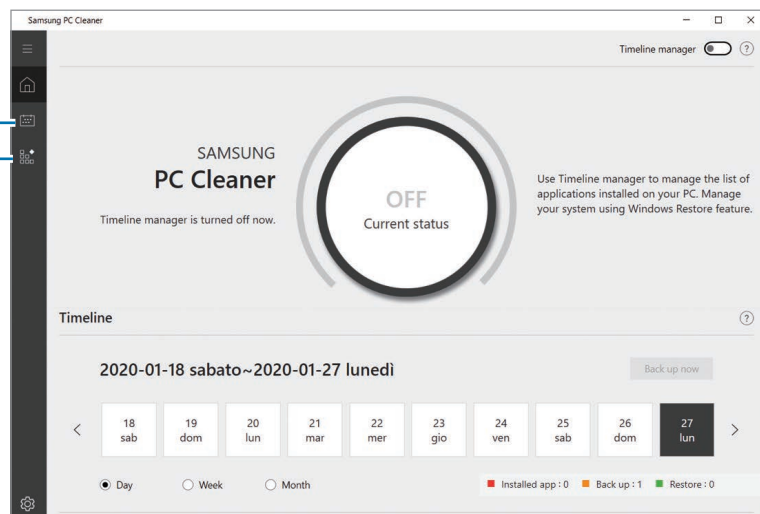 Samsung PC Cleaner
Timeline manager
?
SAMSUNG
PC Cleaner
Timeline manager is turned off now.
OFF
Current status
Use Timeline manager to manage the list of
applications installed on your PC. Manage
your system using Windows Restore feature.
Timeline
?
2020-01-18 sabato~2020-01-27 lunedì
Back up now
18 19 20 21 22 23 24 25 26 27
sab dom lun mar mer gio ven sab dom lun
Day Week Month
Installed app : 0 Back up : 1 Restore : 0